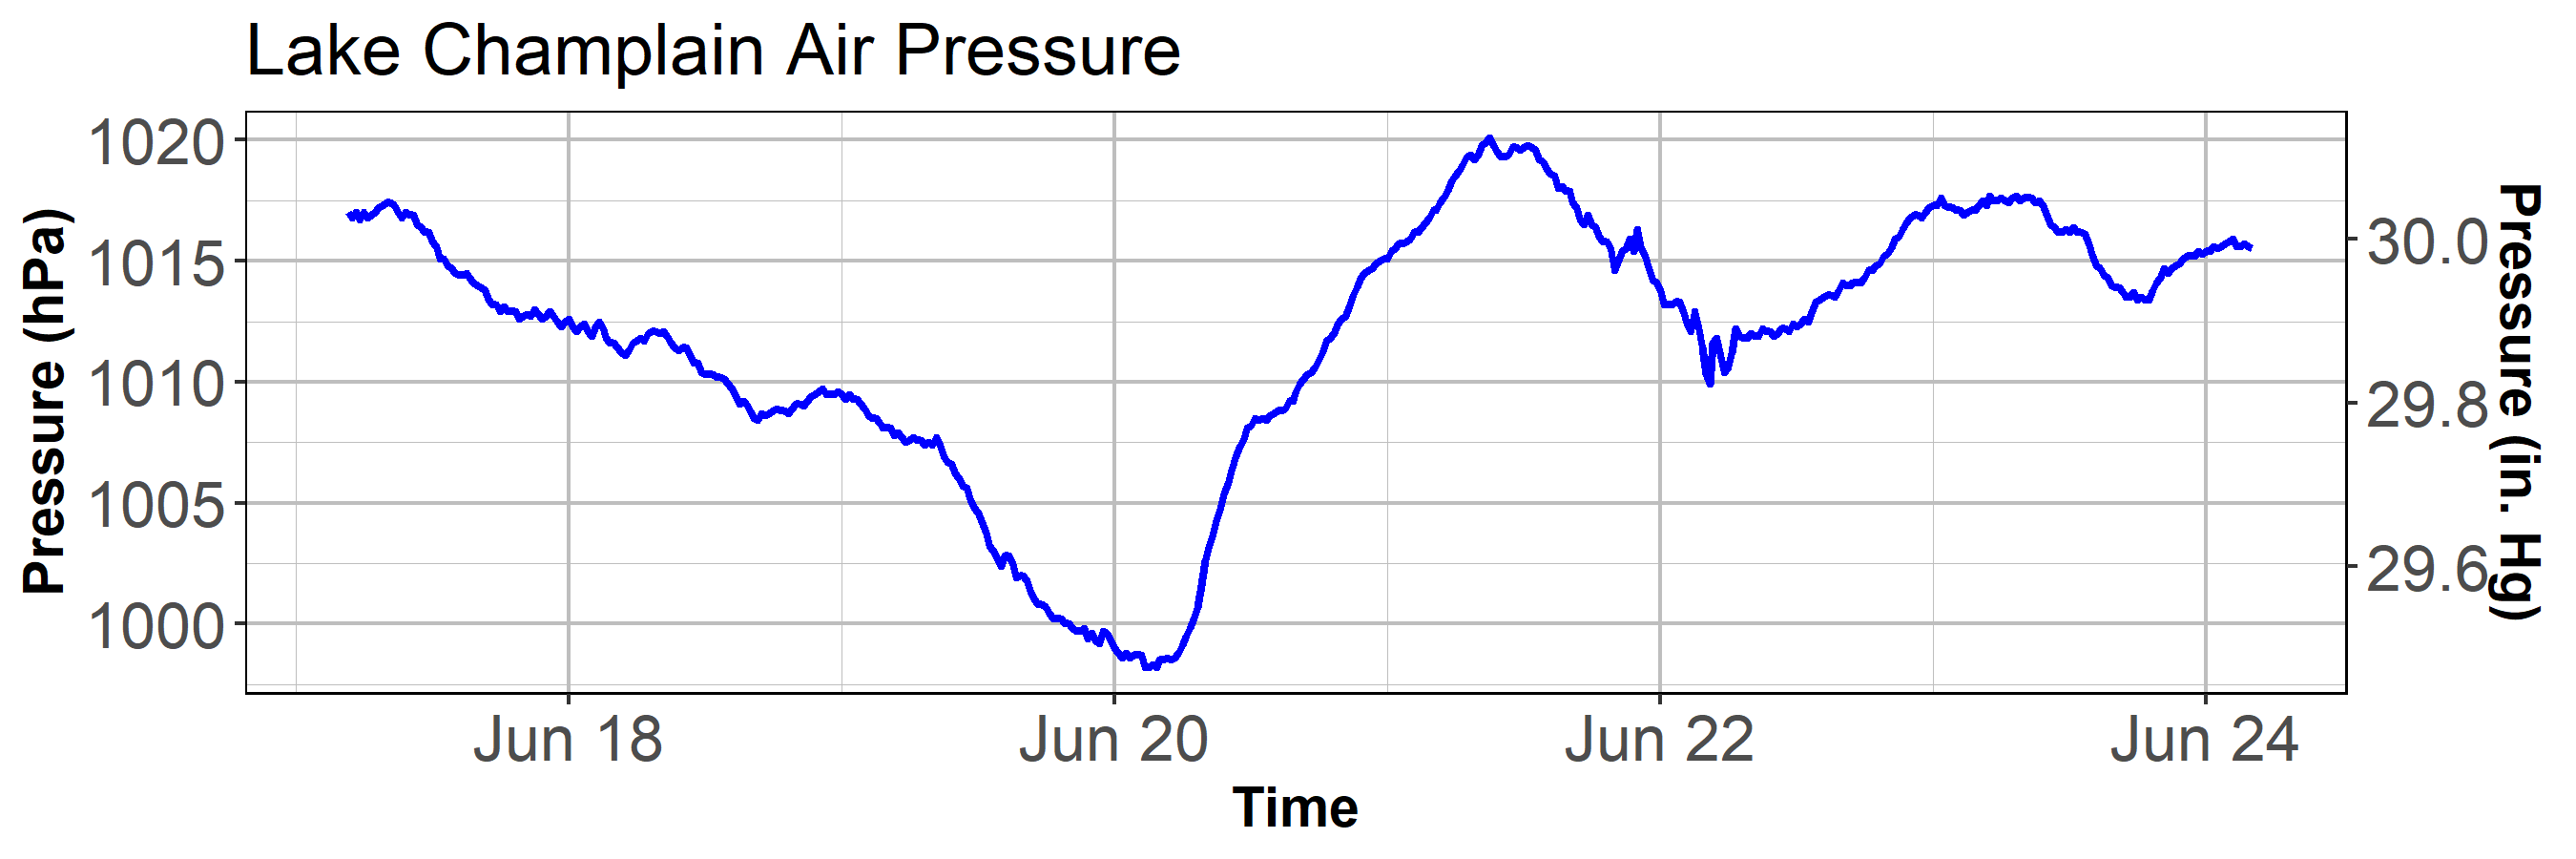 Lake Champlain Air Pressure
Pressure (hPa)
1020
1015
1010
1005
1000
30.0
29.8
29.6
Pressure (in. Hg)
Jun 18
Jun 20
Jun 22
Jun 24
Time